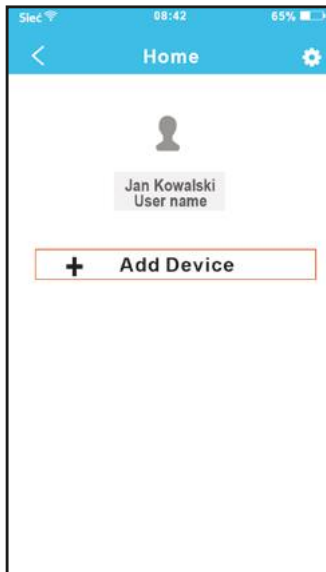 Sieć 08:42 65%
Home
Jan Kowalski
User name
+ Add Device